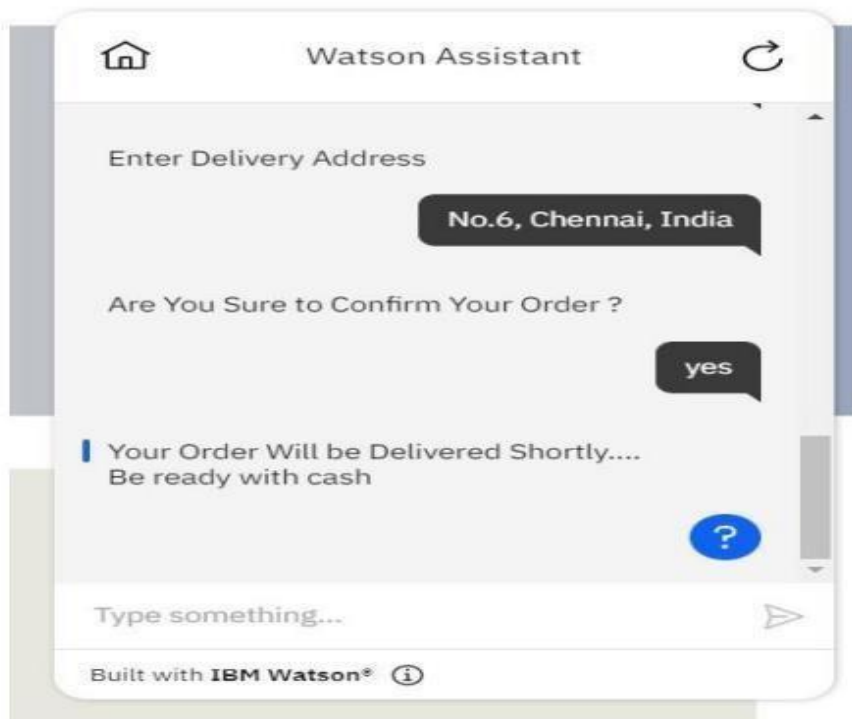 Watson Assistant
Enter Delivery Address
No.6, Chennai, India
Are You Sure to Confirm Your Order ?
yes
Your Order Will be Delivered Shortly....
Be ready with cash
?
Type something...
Built with IBM Watson®